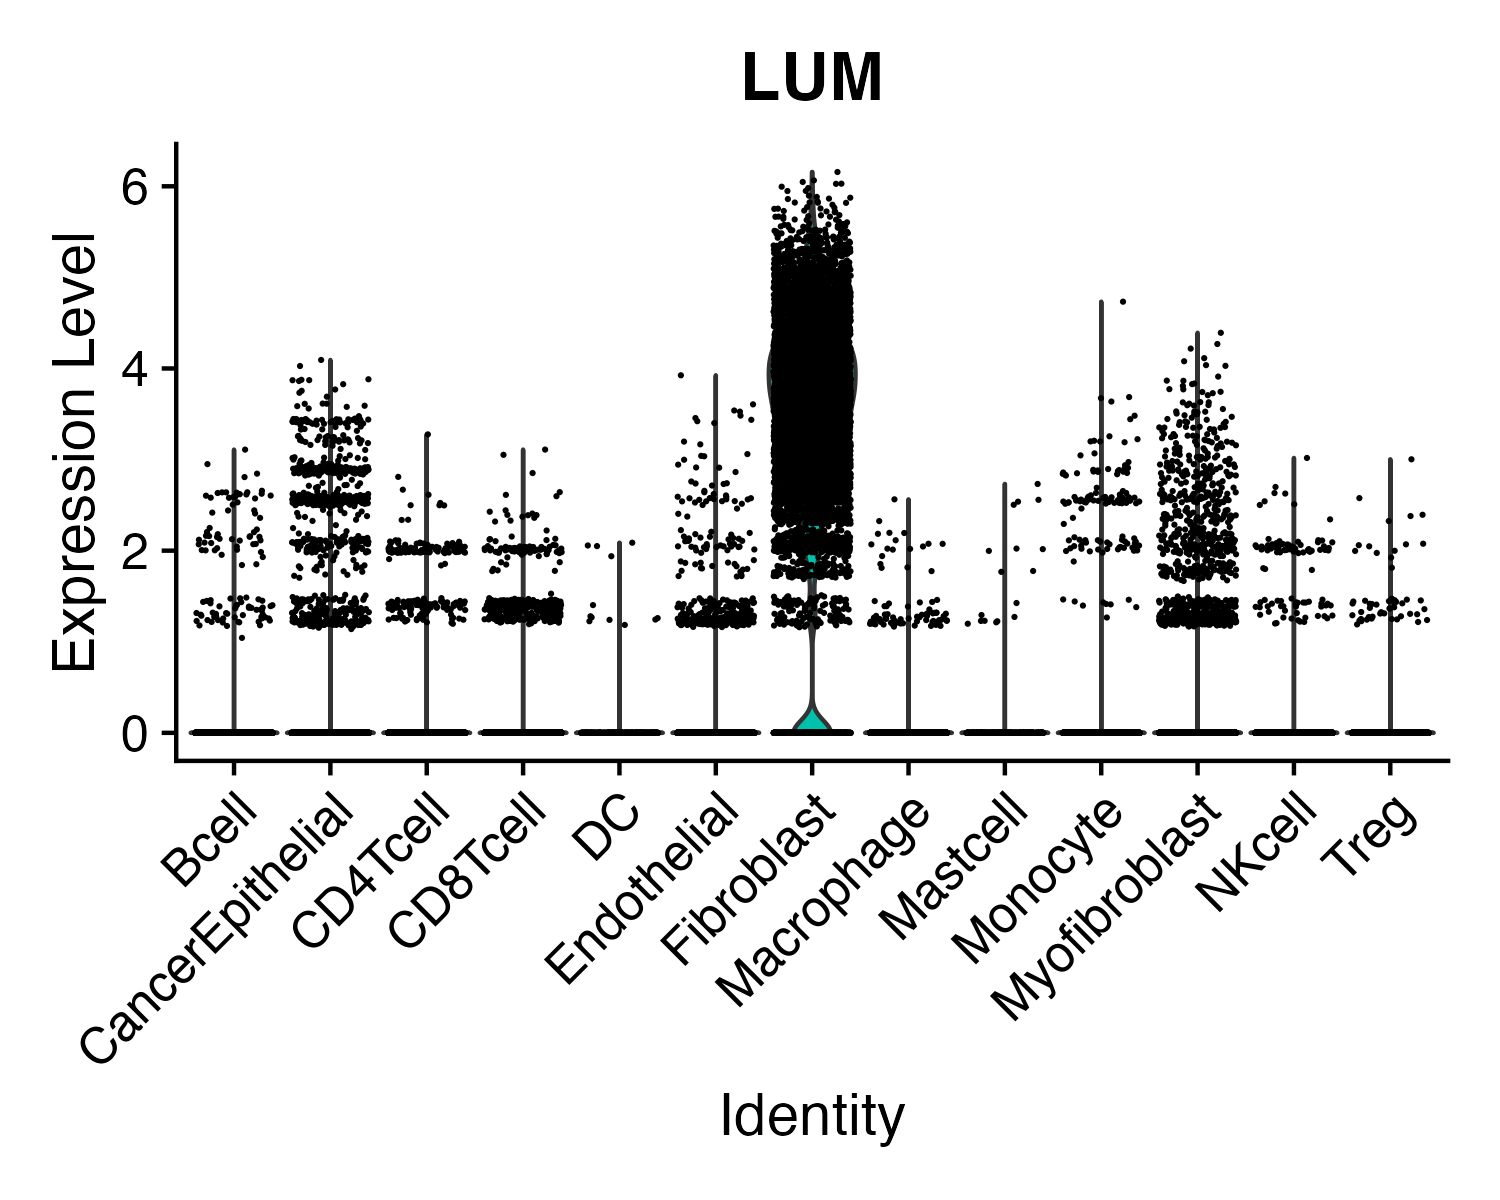 LUM
Expression Level
6
4
2
0
Bcell
CancerEpithelial
CD4Tcell
CD8Tcell
DC
Endothelial
Fibroblast
Macrophage
Mastcell
Monocyte
Myofibroblast
NKcell
Treg
Identity